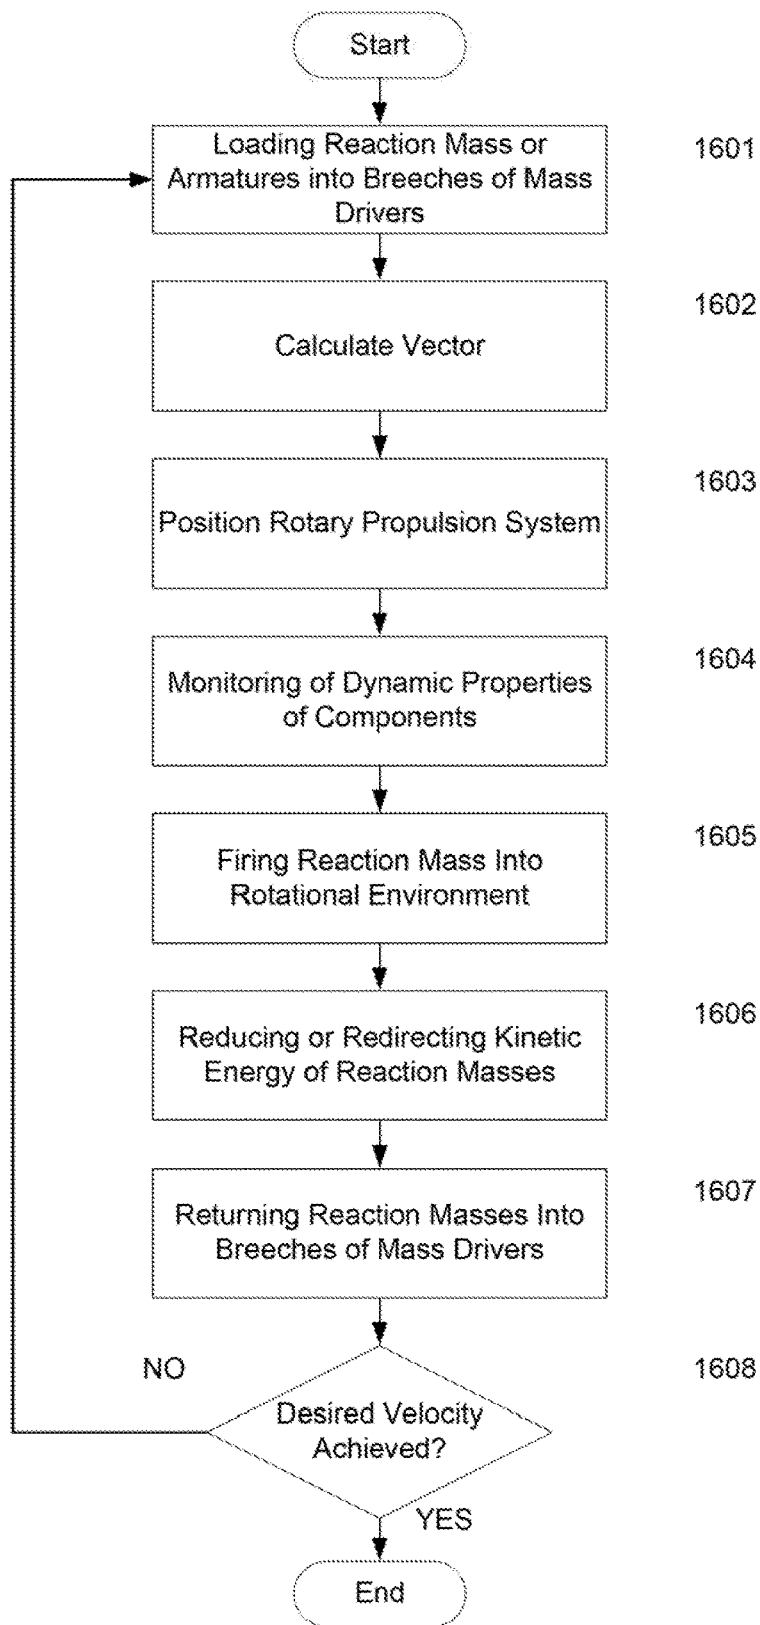 Start
Loading Reaction Mass or
Armatures into Breeches of Mass
Drivers
1601
Calculate Vector
1602
Position Rotary Propulsion System
1603
Monitoring of Dynamic Properties
of Components
1604
Firing Reaction Mass Into
Rotational Environment
1605
Reducing or Redirecting Kinetic
Energy of Reaction Masses
1606
Returning Reaction Masses Into
Breeches of Mass Drivers
1607
NO
Desired Velocity
Achieved?
1608
YES
End